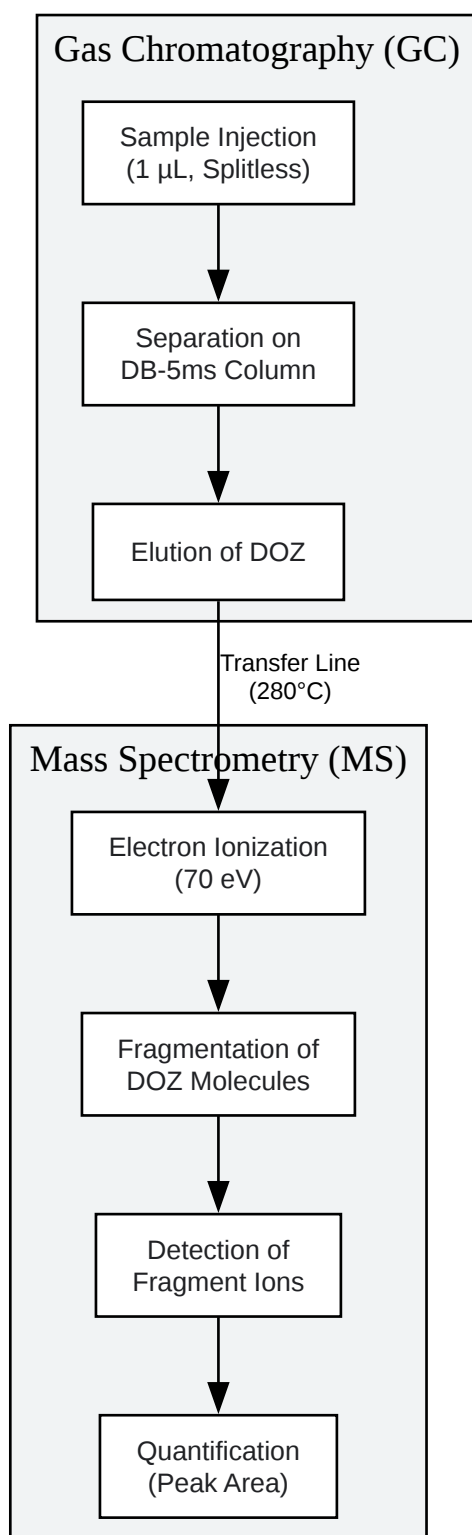 Gas Chromatography (GC)
Sample Injection
(1 µL, Splitless)
Separation on
DB-5ms Column
Elution of DOZ
Transfer Line
(280°C)
Mass Spectrometry (MS)
Electron Ionization
(70 eV)
Fragmentation of
DOZ Molecules
Detection of
Fragment Ions
Quantification
(Peak Area)